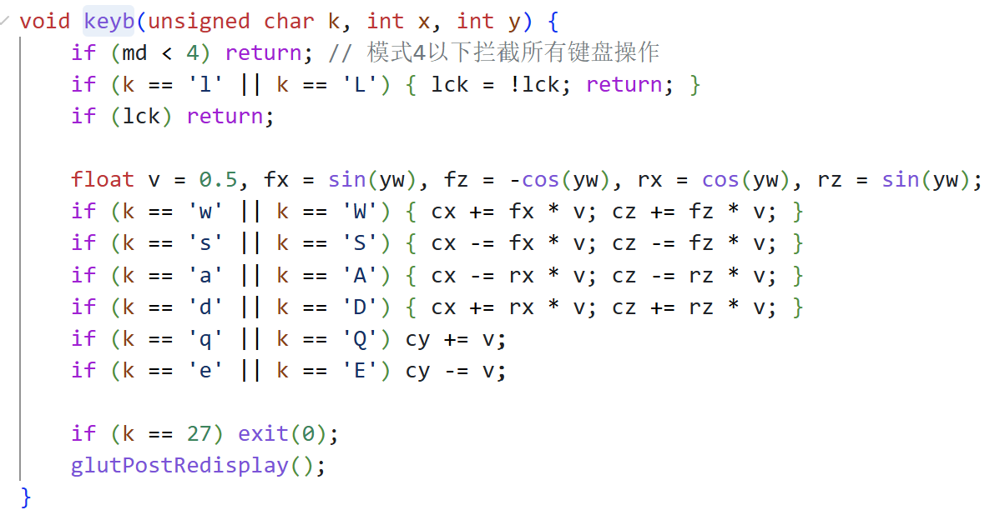 void keyb(unsigned char k, int x, int y) {
    if (md < 4) return; // 模式4以下拦截所有键盘操作
    if (k == 'l' || k == 'L') { lck = !lck; return; }
    if (lck) return;

    float v = 0.5, fx = sin(yw), fz = -cos(yw), rx = cos(yw), rz = sin(yw);
    if (k == 'w' || k == 'W') { cx += fx * v; cz += fz * v; }
    if (k == 's' || k == 'S') { cx -= fx * v; cz -= fz * v; }
    if (k == 'a' || k == 'A') { cx -= rx * v; cz -= rz * v; }
    if (k == 'd' || k == 'D') { cx += rx * v; cz += rz * v; }
    if (k == 'q' || k == 'Q') cy += v;
    if (k == 'e' || k == 'E') cy -= v;

    if (k == 27) exit(0);
    glutPostRedisplay();
}